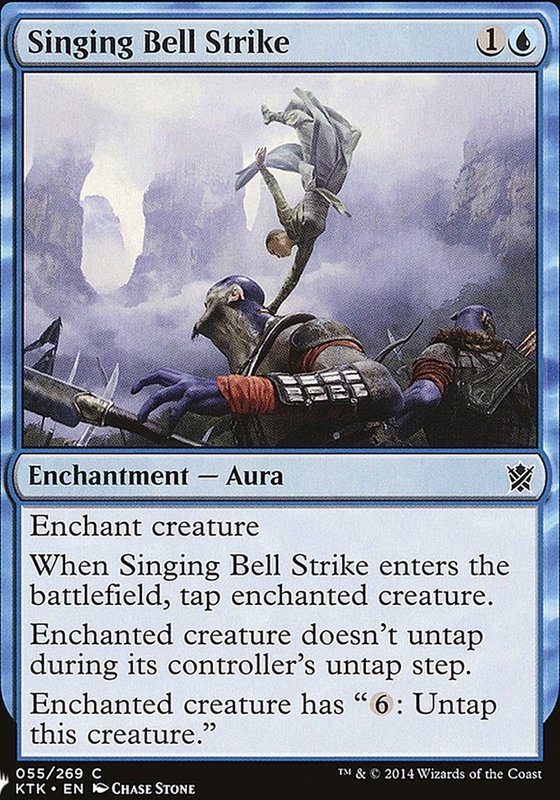 Singing Bell Strike 1
Enchantment — Aura
Enchant creature
When Singing Bell Strike enters the
battlefield, tap enchanted creature.
Enchanted creature doesn't untap
during its controller's untap step.
Enchanted creature has “6: Untap
this creature.”
055/269 C
KTK • EN Chase Stone
™ & © 2014 Wizards of the Coast